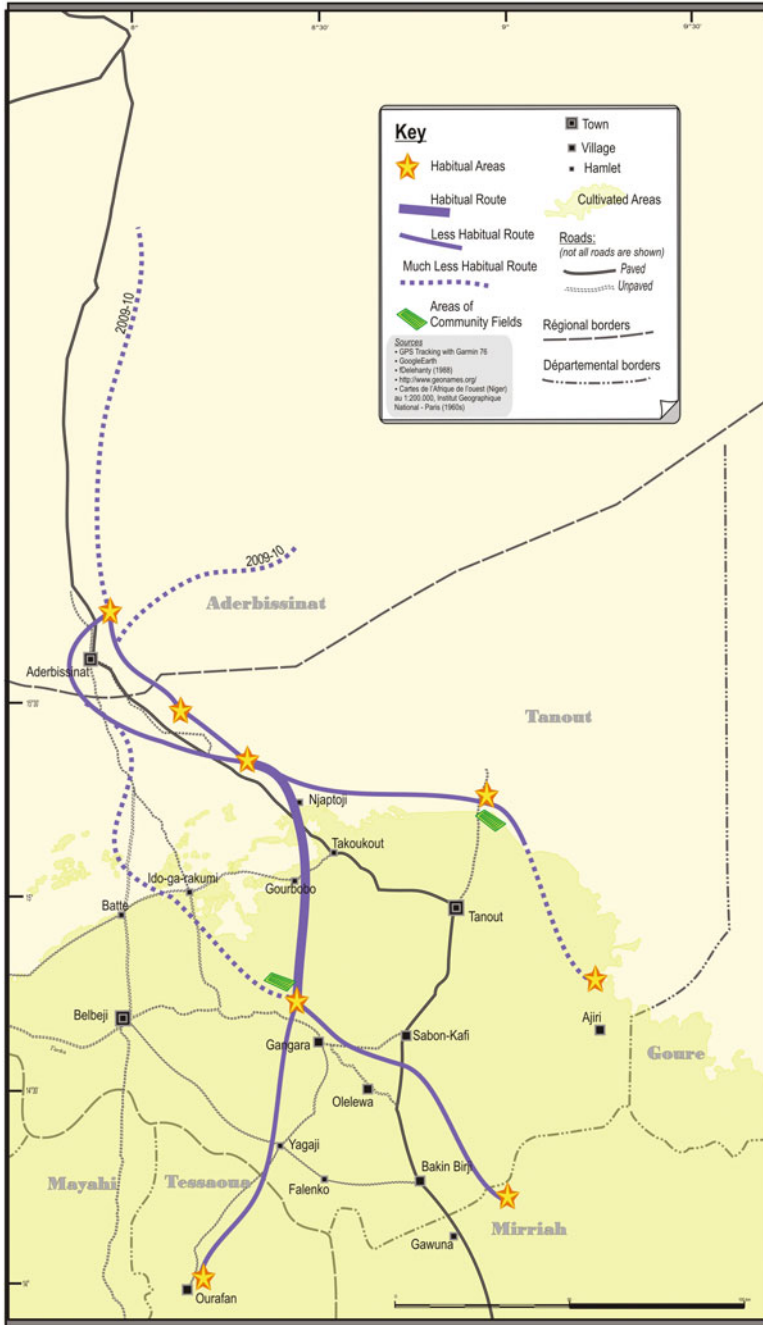 8°
8°30
9°
9°30
Key
Habitual Areas
Habitual Route
Less Habitual Route
Much Less Habitual Route
Areas of
Community Fields
Sources
• GPS Tracking with Garmin 76
• GoogleEarth
• fDelehanty (1988)
• http://www.geonames.org/
• Cartes de l'Afrique de l'ouest (Niger)
au 1:200.000, Institut Geographique
National - Paris (1960s)
Town
Village
Hamlet
Cultivated Areas
Roads:
(not all roads are shown)
Paved
Unpaved
Régional borders
Départemental borders
2009-10
2009-10
Aderbissinat
Aderbissinat
Tanout
Njaptoji
Takoukout
Ido-ga-rakumi
Gourbobo
15°
Batté
Tanout
Belbeji
Ajiri
Sabon-Kafi
Gangara
Goure
Olelewa
Yagaji
Mayahi
Tessaoua
Falenko
Bakin Birji
Mirriah
Gawuna
Ourafan